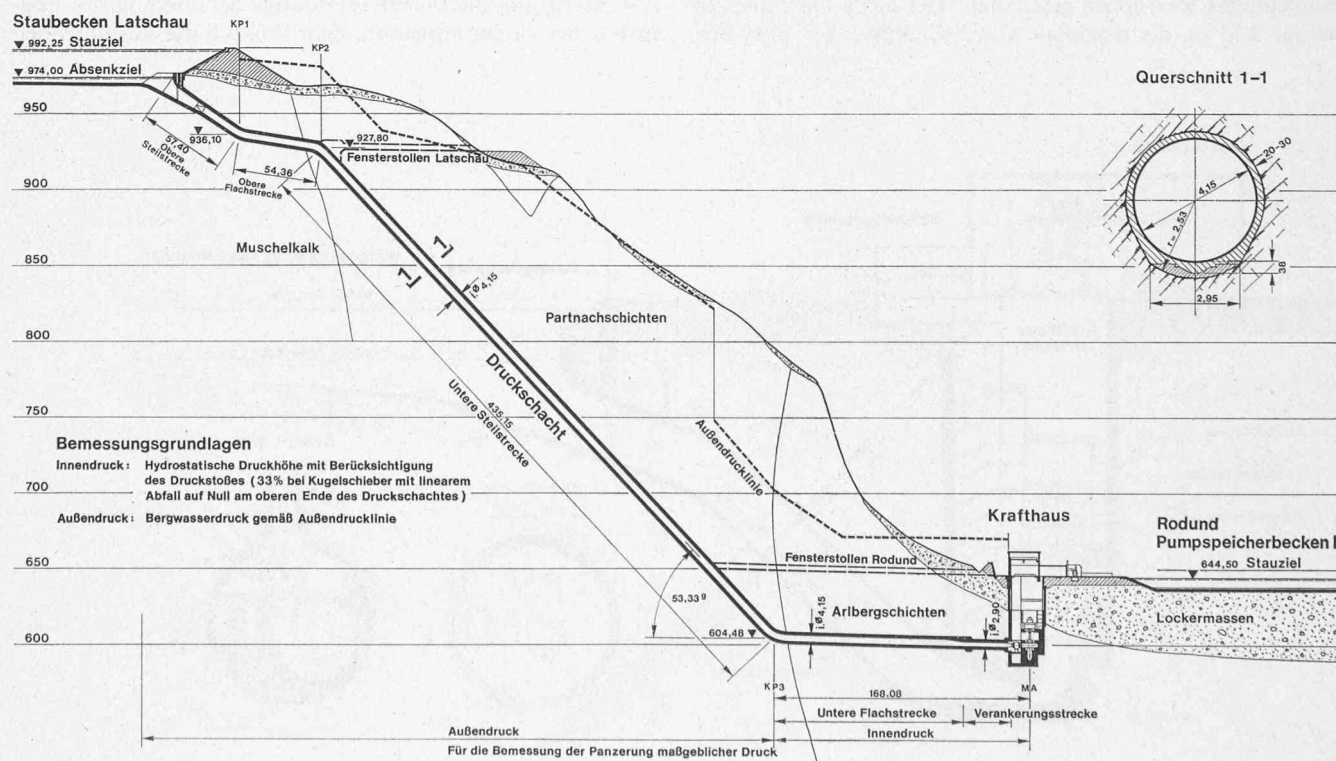 Staubecken Latschau
992,25 Stauziel
974,00 Absenkziel
KP1
KP2
950
900
850
800
750
700
650
600
936,10
57,40
Obere
Steilstrecke
54,36
Obere
Flachstrecke
927,80
Fensterstollen Latschau
Muschelkalk
1
1
i.Ø4,15
Partnachschichten
Druckschacht
435,15
Untere Steilstrecke
Außendrucklinie
Querschnitt 1–1
20–30
4,15
r = 2,53
38
2,95
Bemessungsgrundlagen
Innendruck: Hydrostatische Druckhöhe mit Berücksichtigung
des Druckstoßes (33% bei Kugelschieber mit linearem
Abfall auf Null am oberen Ende des Druckschachtes)
Außendruck: Bergwasserdruck gemäß Außendrucklinie
Krafthaus
Rodund
Pumpspeicherbecken I
644,50 Stauziel
Fensterstollen Rodund
53,33 g
604,48
i.Ø4,15
Arlbergschichten
i.Ø2,90
Lockermassen
KP3
MA
168.08
Untere Flachstrecke
Verankerungsstrecke
Außendruck
Innendruck
Für die Bemessung der Panzerung maßgeblicher Druck